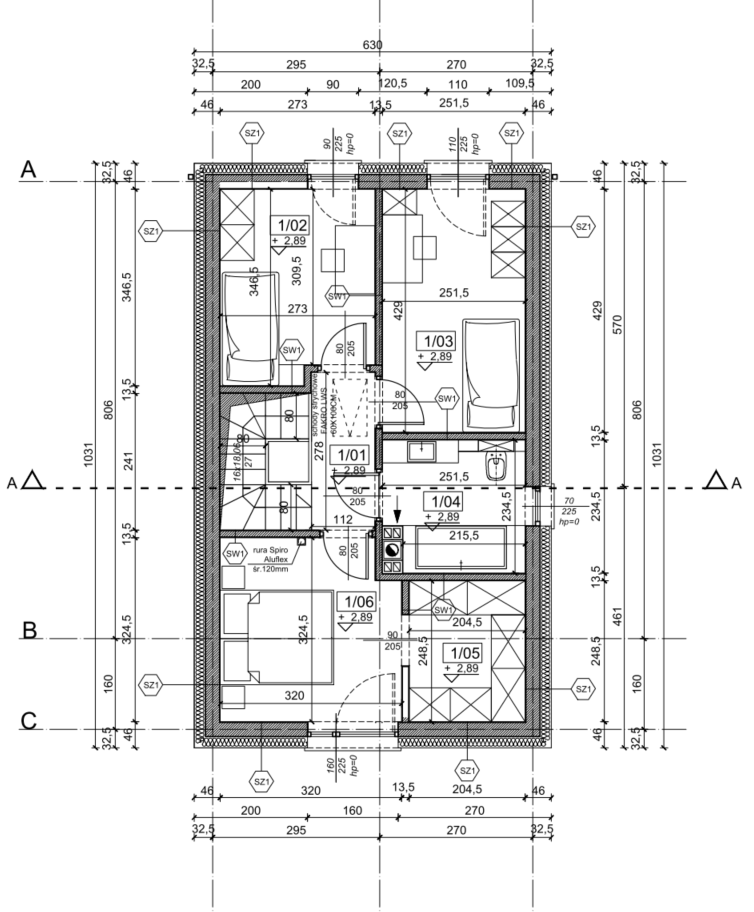 630
32,5 295 270 32,5
200 90 120,5 110 109,5
46 273 13,5 251,5 46
SZ1 90 225 hp=0 SZ1 110 225 hp=0 SZ1
A
32,5 46 46 32,5
SZ1 SZ1
1/02
+ 2,89
346,5 309,5
346,5 273 SW1
251,5
429
1/03
+ 2,89
429 570
SW1 80 205
13,5 13,5
806 1031 806 1031
schody strychowe
FAKRO LWS
60X106CM
80 205 SW1
80 80
16x18,06
27
278
241
1/01
+ 2,89
251,5
A 80 205 1/04 A
+ 2,89
80 234,5 234,5
70
225
hp=0
112 215,5
13,5 SW1
rura Spiro
Aluflex
śr.120mm
80 205
13,5
1/06
+ 2,89
SW1
204,5
461
B
324,5 324,5 90 205 248,5 248,5
1/05
+ 2,89
160 160
SZ1 320 SZ1
C
32,5 46 46 32,5
160 225 hp=0
SZ1 SZ1
46 320 13,5 204,5 46
200 160 270
32,5 295 270 32,5